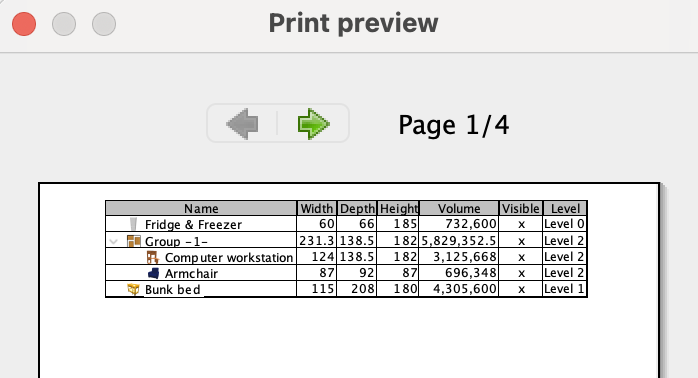 Print preview
Page 1/4
Name Width Depth Height Volume Visible Level
Fridge & Freezer 60 66 185 732,600 x Level 0
Group -1- 231.3 138.5 182 5,829,352.5 x Level 2
Computer workstation 124 138.5 182 3,125,668 x Level 2
Armchair 87 92 87 696,348 x Level 2
Bunk bed 115 208 180 4,305,600 x Level 1